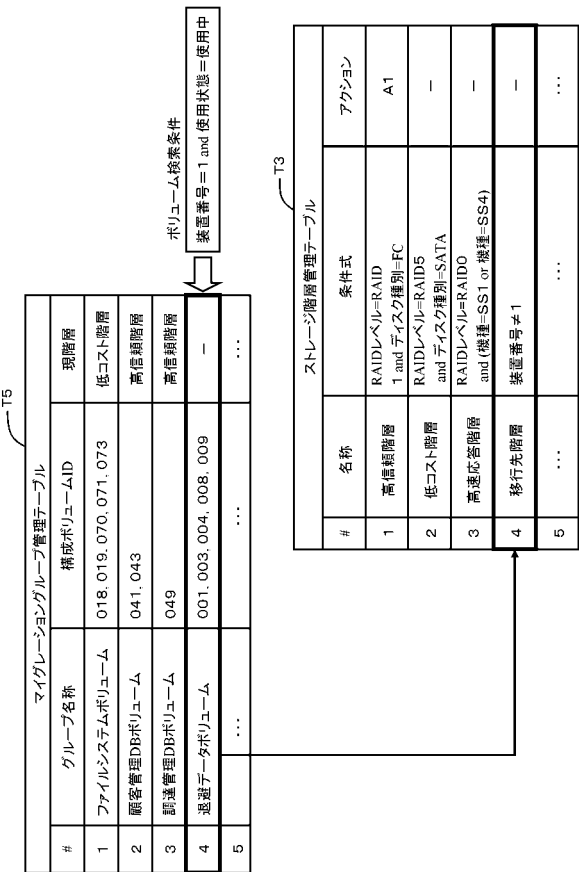 T5
マイグレーショングループ管理テーブル
# グループ名称 構成ボリュームID 現階層
1 ファイルシステムボリューム 018, 019, 070, 071, 073 低コスト階層
2 顧客管理DBボリューム 041, 043 高信頼階層
3 調達管理DBボリューム 049 高信頼階層
4 退避データボリューム 001, 003, 004, 008, 009 −
5 … … …
ボリューム検索条件
装置番号＝1 and 使用状態＝使用中
T3
ストレージ階層管理テーブル
# 名称 条件式 アクション
1 高信頼階層 RAIDレベル=RAID
1 and ディスク種別=FC A1
2 低コスト階層 RAIDレベル=RAID5
and ディスク種別=SATA −
3 高速応答階層 RAIDレベル=RAID0
and (機種=SS1 or 機種=SS4) −
4 移行先階層 装置番号≠1 −
5 … … …